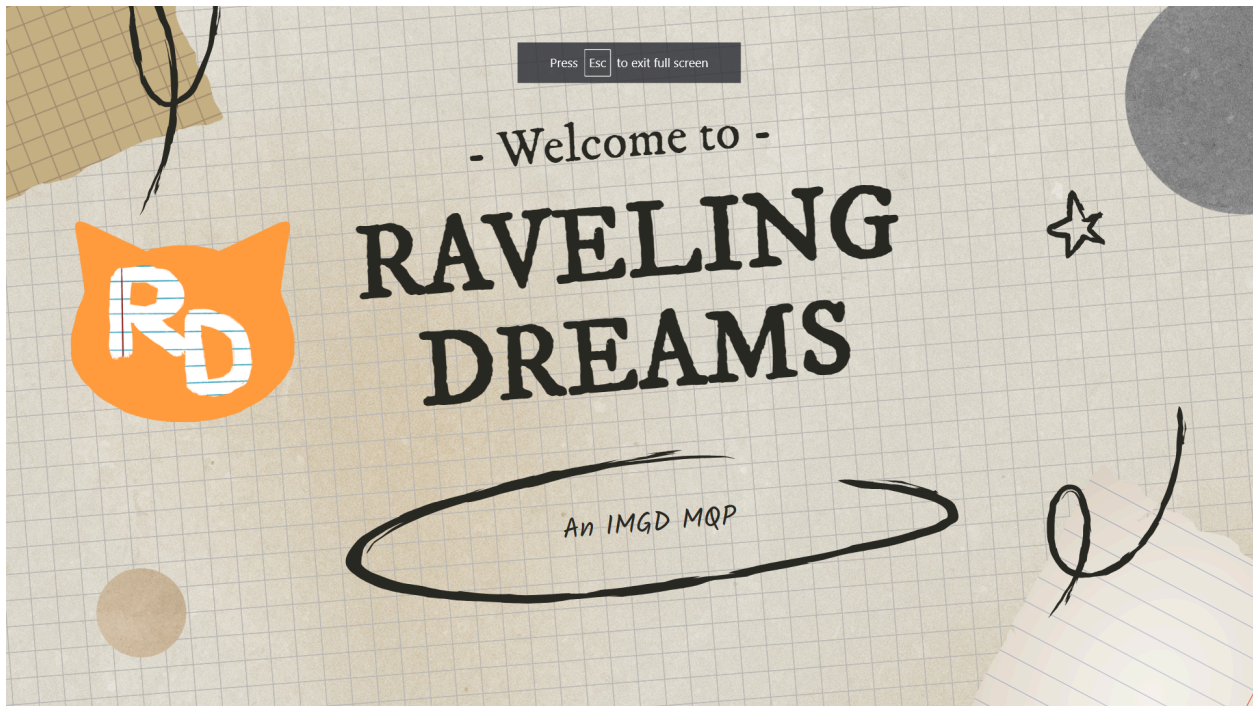 Press Esc to exit full screen
- Welcome to -
RAVELING
DREAMS
RD
An IMGD MQP